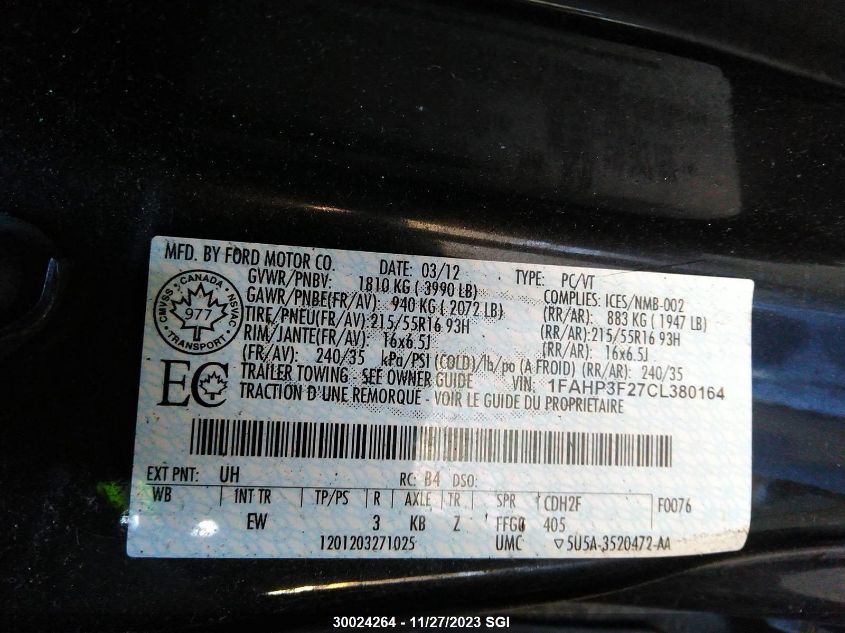 MFD. BY FORD MOTOR CO. DATE: 03/12 TYPE: PC/VT
GVWR/PNBV: 1810 KG ( 3990 LB) COMPLIES: ICES/NMB-002
GAWR/PNBE(FR/AV): 940 KG ( 2072 LB) (RR/AR): 883 KG ( 1947 LB)
TIRE/PNEU(FR/AV):215/55R16 93H (RR/AR):215/55R16 93H
RIM/JANTE(FR/AV): 16x6.5J (RR/AR): 16x6.5J
(FR/AV): 240/35 kPa/PSI (COLD)/lb/po (A FROID) (RR/AR): 240/35
TRAILER TOWING - SEE OWNER GUIDE VIN: 1FAHP3F27CL380164
TRACTION D'UNE REMORQUE - VOIR LE GUIDE DU PROPRIETAIRE
CMVSS CANADA NSVAC
977
TRANSPORT
EC
EXT PNT: UH RC: B4 DSO:
WB INT TR TP/PS R AXLE TR SPR CDH2F F0076
EW 3 KB Z FFG0 405
1201203271025 UMC ▽5U5A-3520472-AA
30024264 - 11/27/2023 SGI